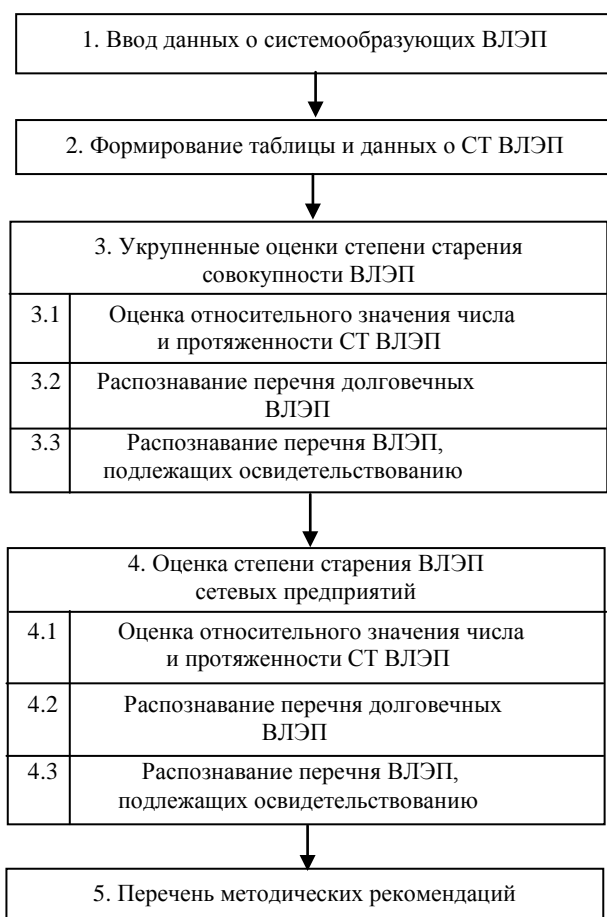 1. Ввод данных о системообразующих ВЛЭП
2. Формирование таблицы и данных о СТ ВЛЭП
3. Укрупненные оценки степени старения
совокупности ВЛЭП
3.1 Оценка относительного значения числа
и протяженности СТ ВЛЭП
3.2 Распознавание перечня долговечных
ВЛЭП
3.3 Распознавание перечня ВЛЭП,
подлежащих освидетельствованию
4. Оценка степени старения ВЛЭП
сетевых предприятий
4.1 Оценка относительного значения числа
и протяженности СТ ВЛЭП
4.2 Распознавание перечня долговечных
ВЛЭП
4.3 Распознавание перечня ВЛЭП,
подлежащих освидетельствованию
5. Перечень методических рекомендаций